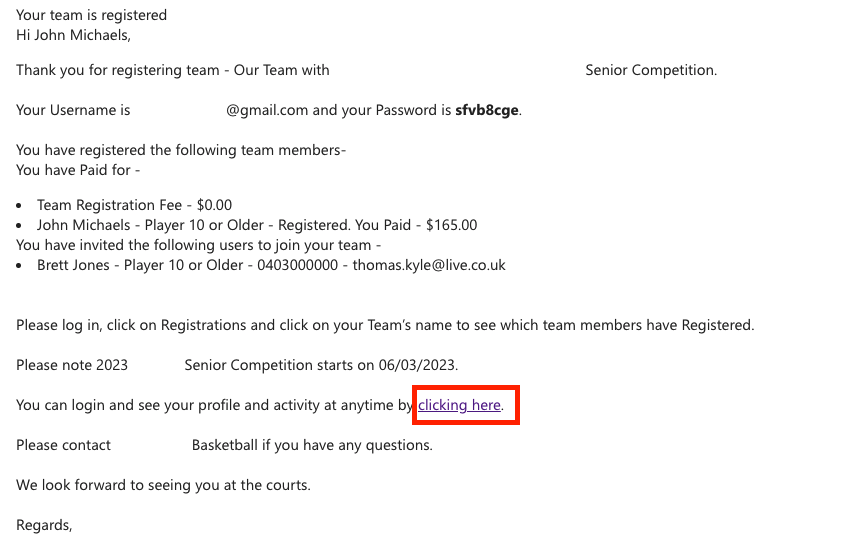 Your team is registered
Hi John Michaels,
Thank you for registering team - Our Team with Senior Competition.
Your Username is @gmail.com and your Password is sfvb8cge.
You have registered the following team members-
You have Paid for -
• Team Registration Fee - $0.00
• John Michaels - Player 10 or Older - Registered. You Paid - $165.00
You have invited the following users to join your team -
• Brett Jones - Player 10 or Older - 0403000000 - thomas.kyle@live.co.uk
Please log in, click on Registrations and click on your Team's name to see which team members have Registered.
Please note 2023 Senior Competition starts on 06/03/2023.
You can login and see your profile and activity at anytime by clicking here.
Please contact Basketball if you have any questions.
We look forward to seeing you at the courts.
Regards,